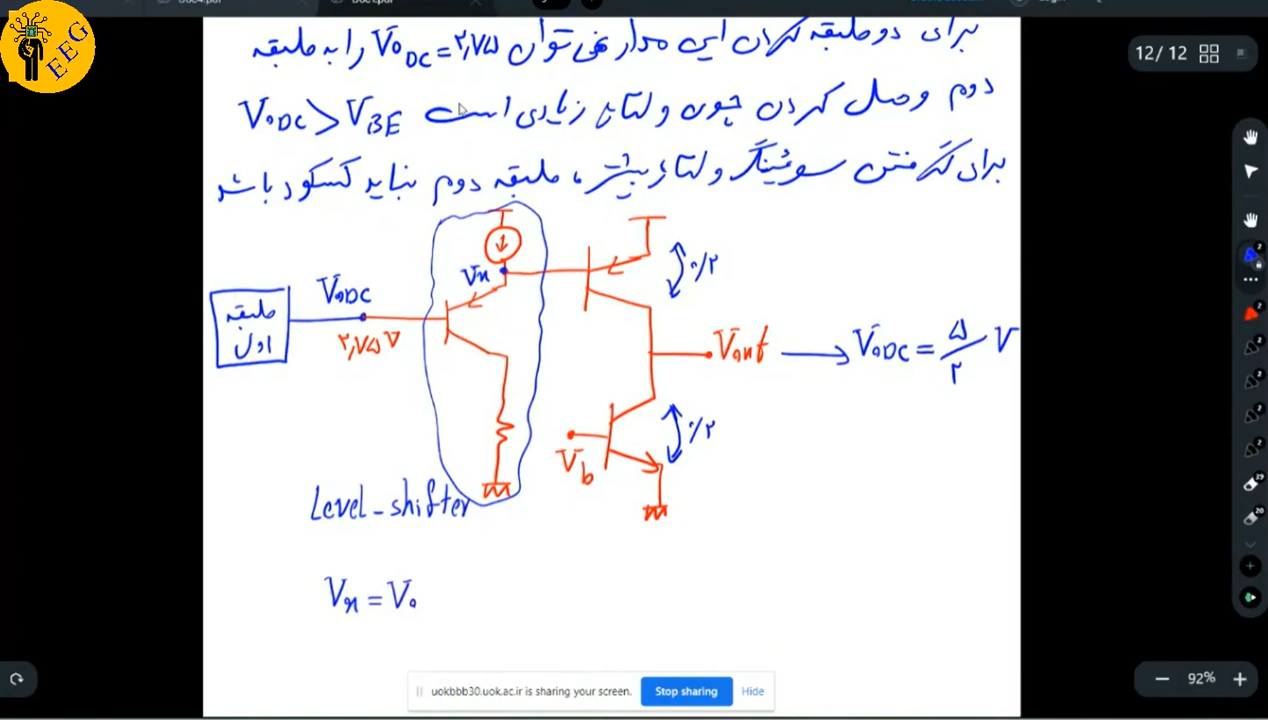 12/12
EEG
برای دو طبقه کردن این مدار نمی توان V₀DC = ۲,۷۵ را به طبقه
دوم وصل کردن چون ولتاژ زیادی است V₀DC > VBE
برای گرفتن سوئینگ ولتاژ بیشتر، طبقه دوم نباید کسکود باشد
طبقه اول
V₀DC
۲,۷۵ V
Vx
۰/۲
Vout
V₀DC = ۵/۲ V
۰/۲
Vb
Level-shifter
Vx = V₀
uokbbb30.uok.ac.ir is sharing your screen.
Stop sharing
Hide
92%